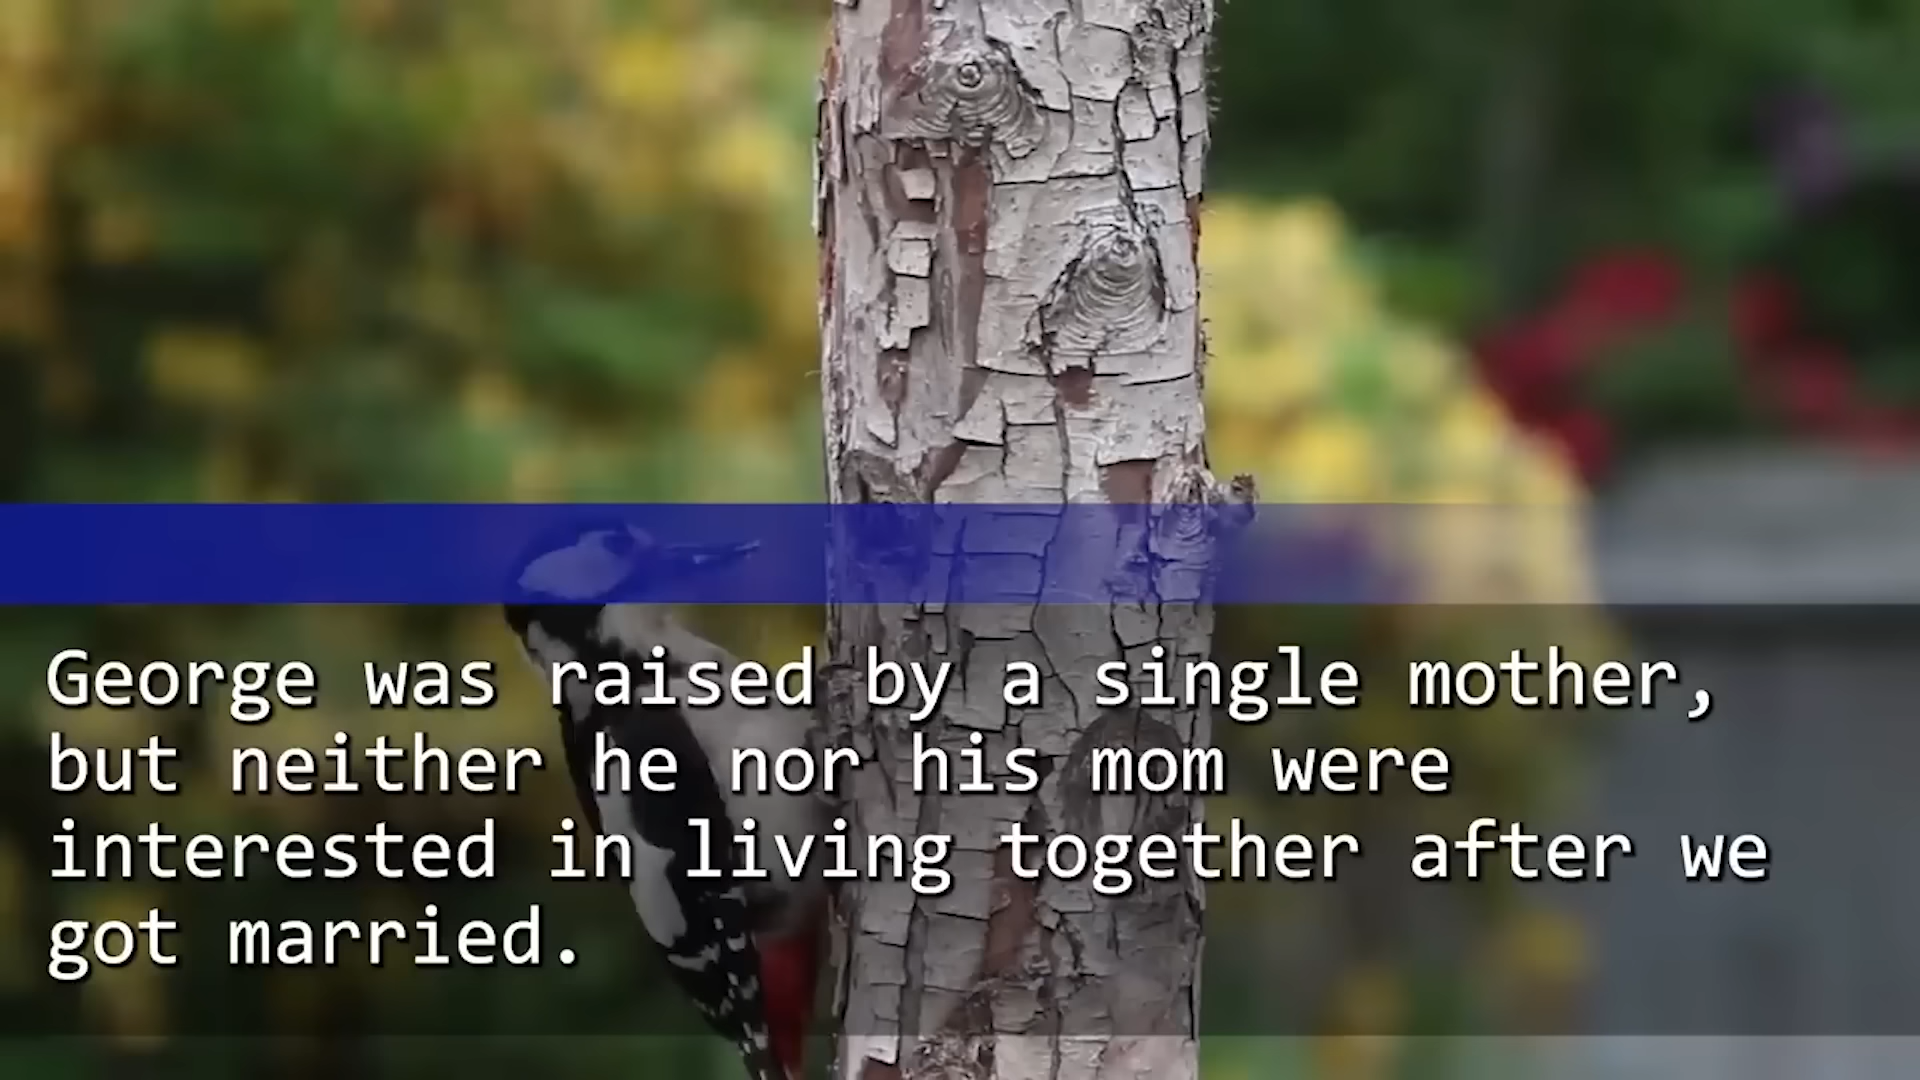 George was raised by a single mother,
but neither he nor his mom were
interested in living together after we
got married.